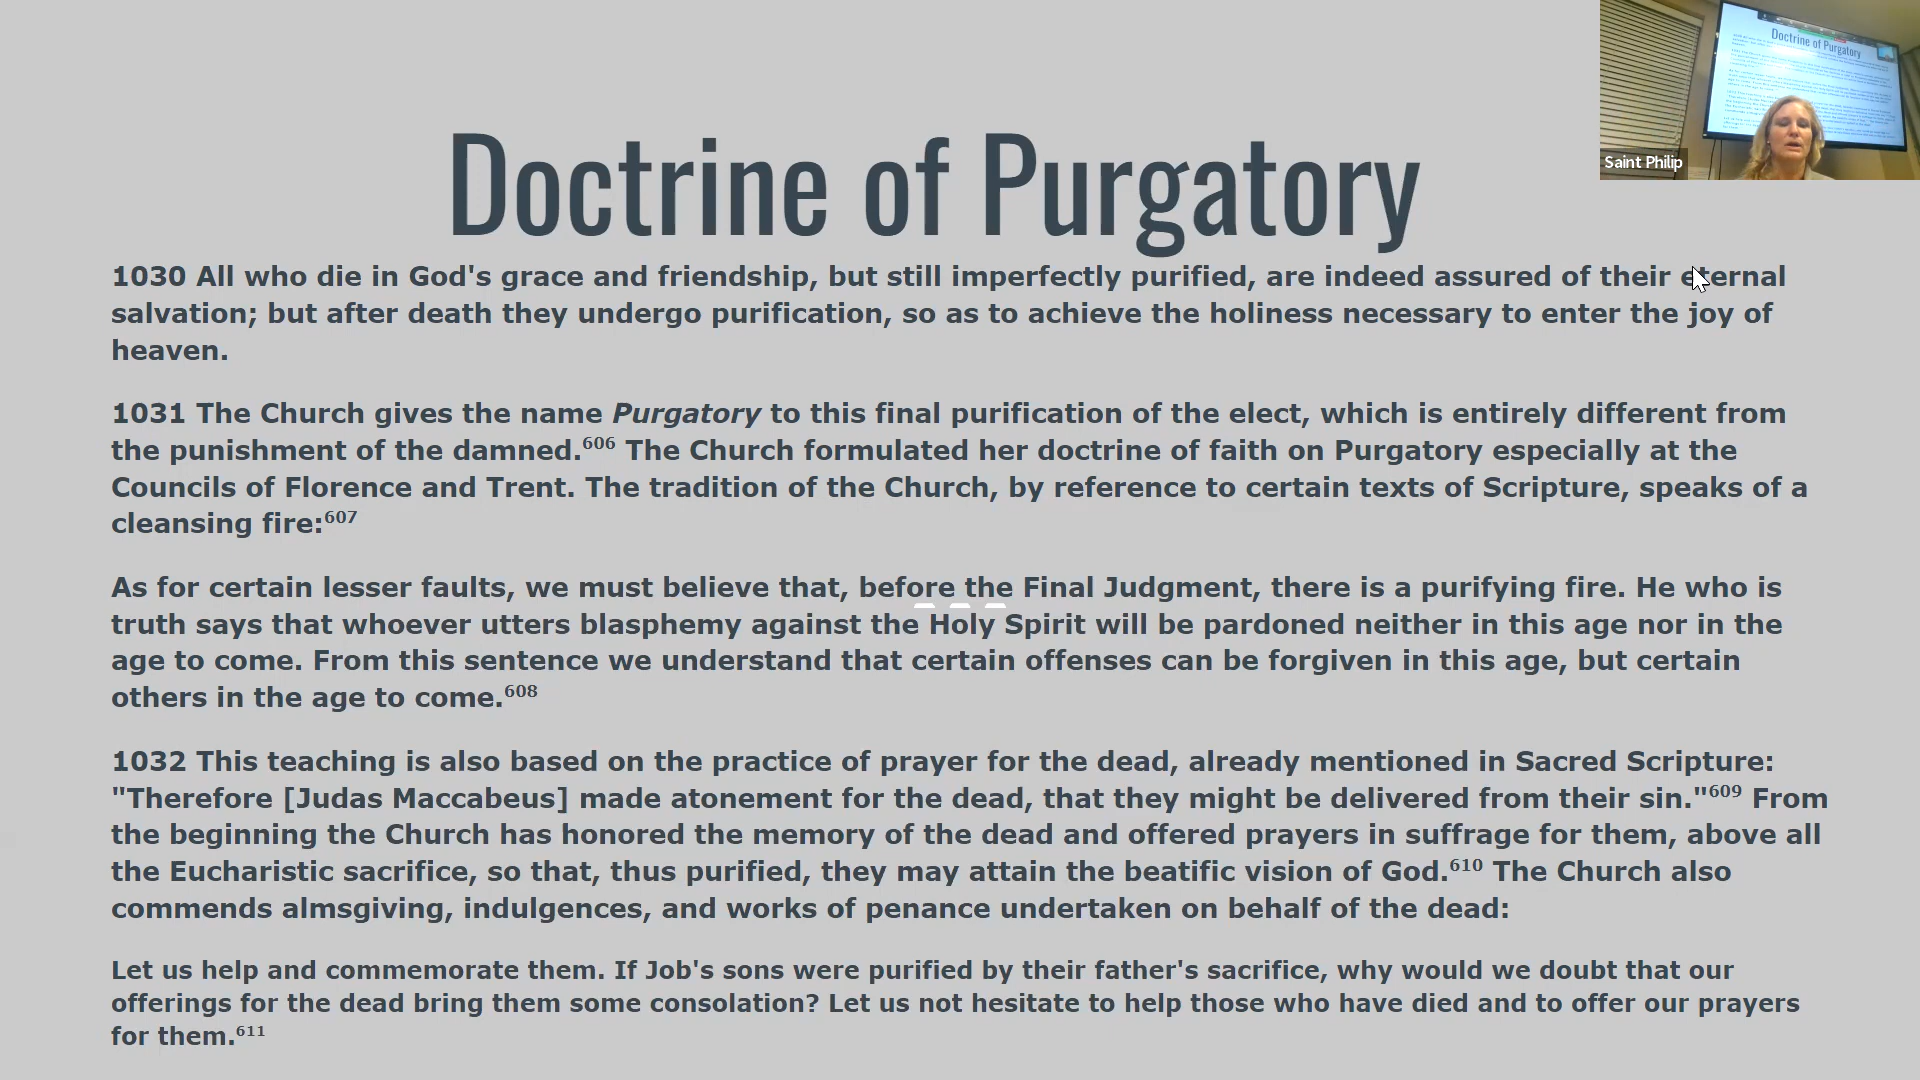 Doctrine of Purgatory
Saint Philip
Doctrine of Purgatory
1030 All who die in God's grace and friendship, but still imperfectly purified, are indeed assured of their eternal
salvation; but after death they undergo purification, so as to achieve the holiness necessary to enter the joy of
heaven.
1031 The Church gives the name Purgatory to this final purification of the elect, which is entirely different from
the punishment of the damned.606 The Church formulated her doctrine of faith on Purgatory especially at the
Councils of Florence and Trent. The tradition of the Church, by reference to certain texts of Scripture, speaks of a
cleansing fire:607
As for certain lesser faults, we must believe that, before the Final Judgment, there is a purifying fire. He who is
truth says that whoever utters blasphemy against the Holy Spirit will be pardoned neither in this age nor in the
age to come. From this sentence we understand that certain offenses can be forgiven in this age, but certain
others in the age to come.608
1032 This teaching is also based on the practice of prayer for the dead, already mentioned in Sacred Scripture:
"Therefore [Judas Maccabeus] made atonement for the dead, that they might be delivered from their sin."609 From
the beginning the Church has honored the memory of the dead and offered prayers in suffrage for them, above all
the Eucharistic sacrifice, so that, thus purified, they may attain the beatific vision of God.610 The Church also
commends almsgiving, indulgences, and works of penance undertaken on behalf of the dead:
Let us help and commemorate them. If Job's sons were purified by their father's sacrifice, why would we doubt that our
offerings for the dead bring them some consolation? Let us not hesitate to help those who have died and to offer our prayers
for them.611